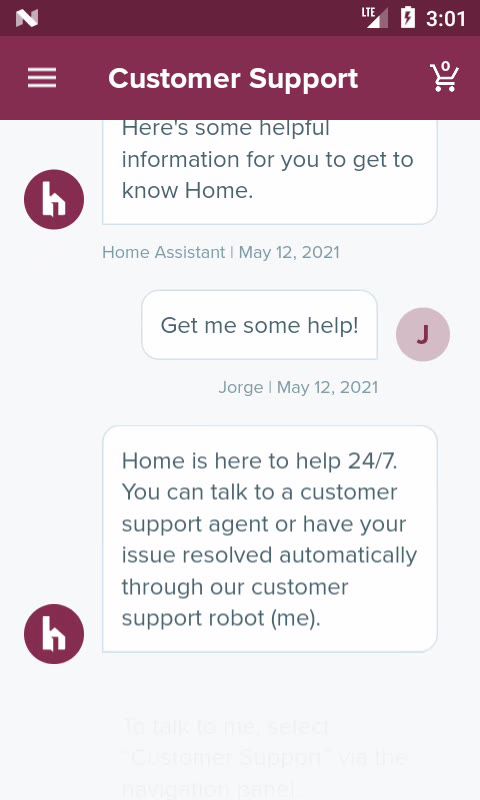 LTE
3:01
Customer Support
0
Here's some helpful
information for you to get to
know Home.
h
Home Assistant | May 12, 2021
Get me some help!
J
Jorge | May 12, 2021
Home is here to help 24/7.
You can talk to a customer
support agent or have your
issue resolved automatically
through our customer
support robot (me).
h
To talk to me, select
"Customer Support" via the
navigation panel